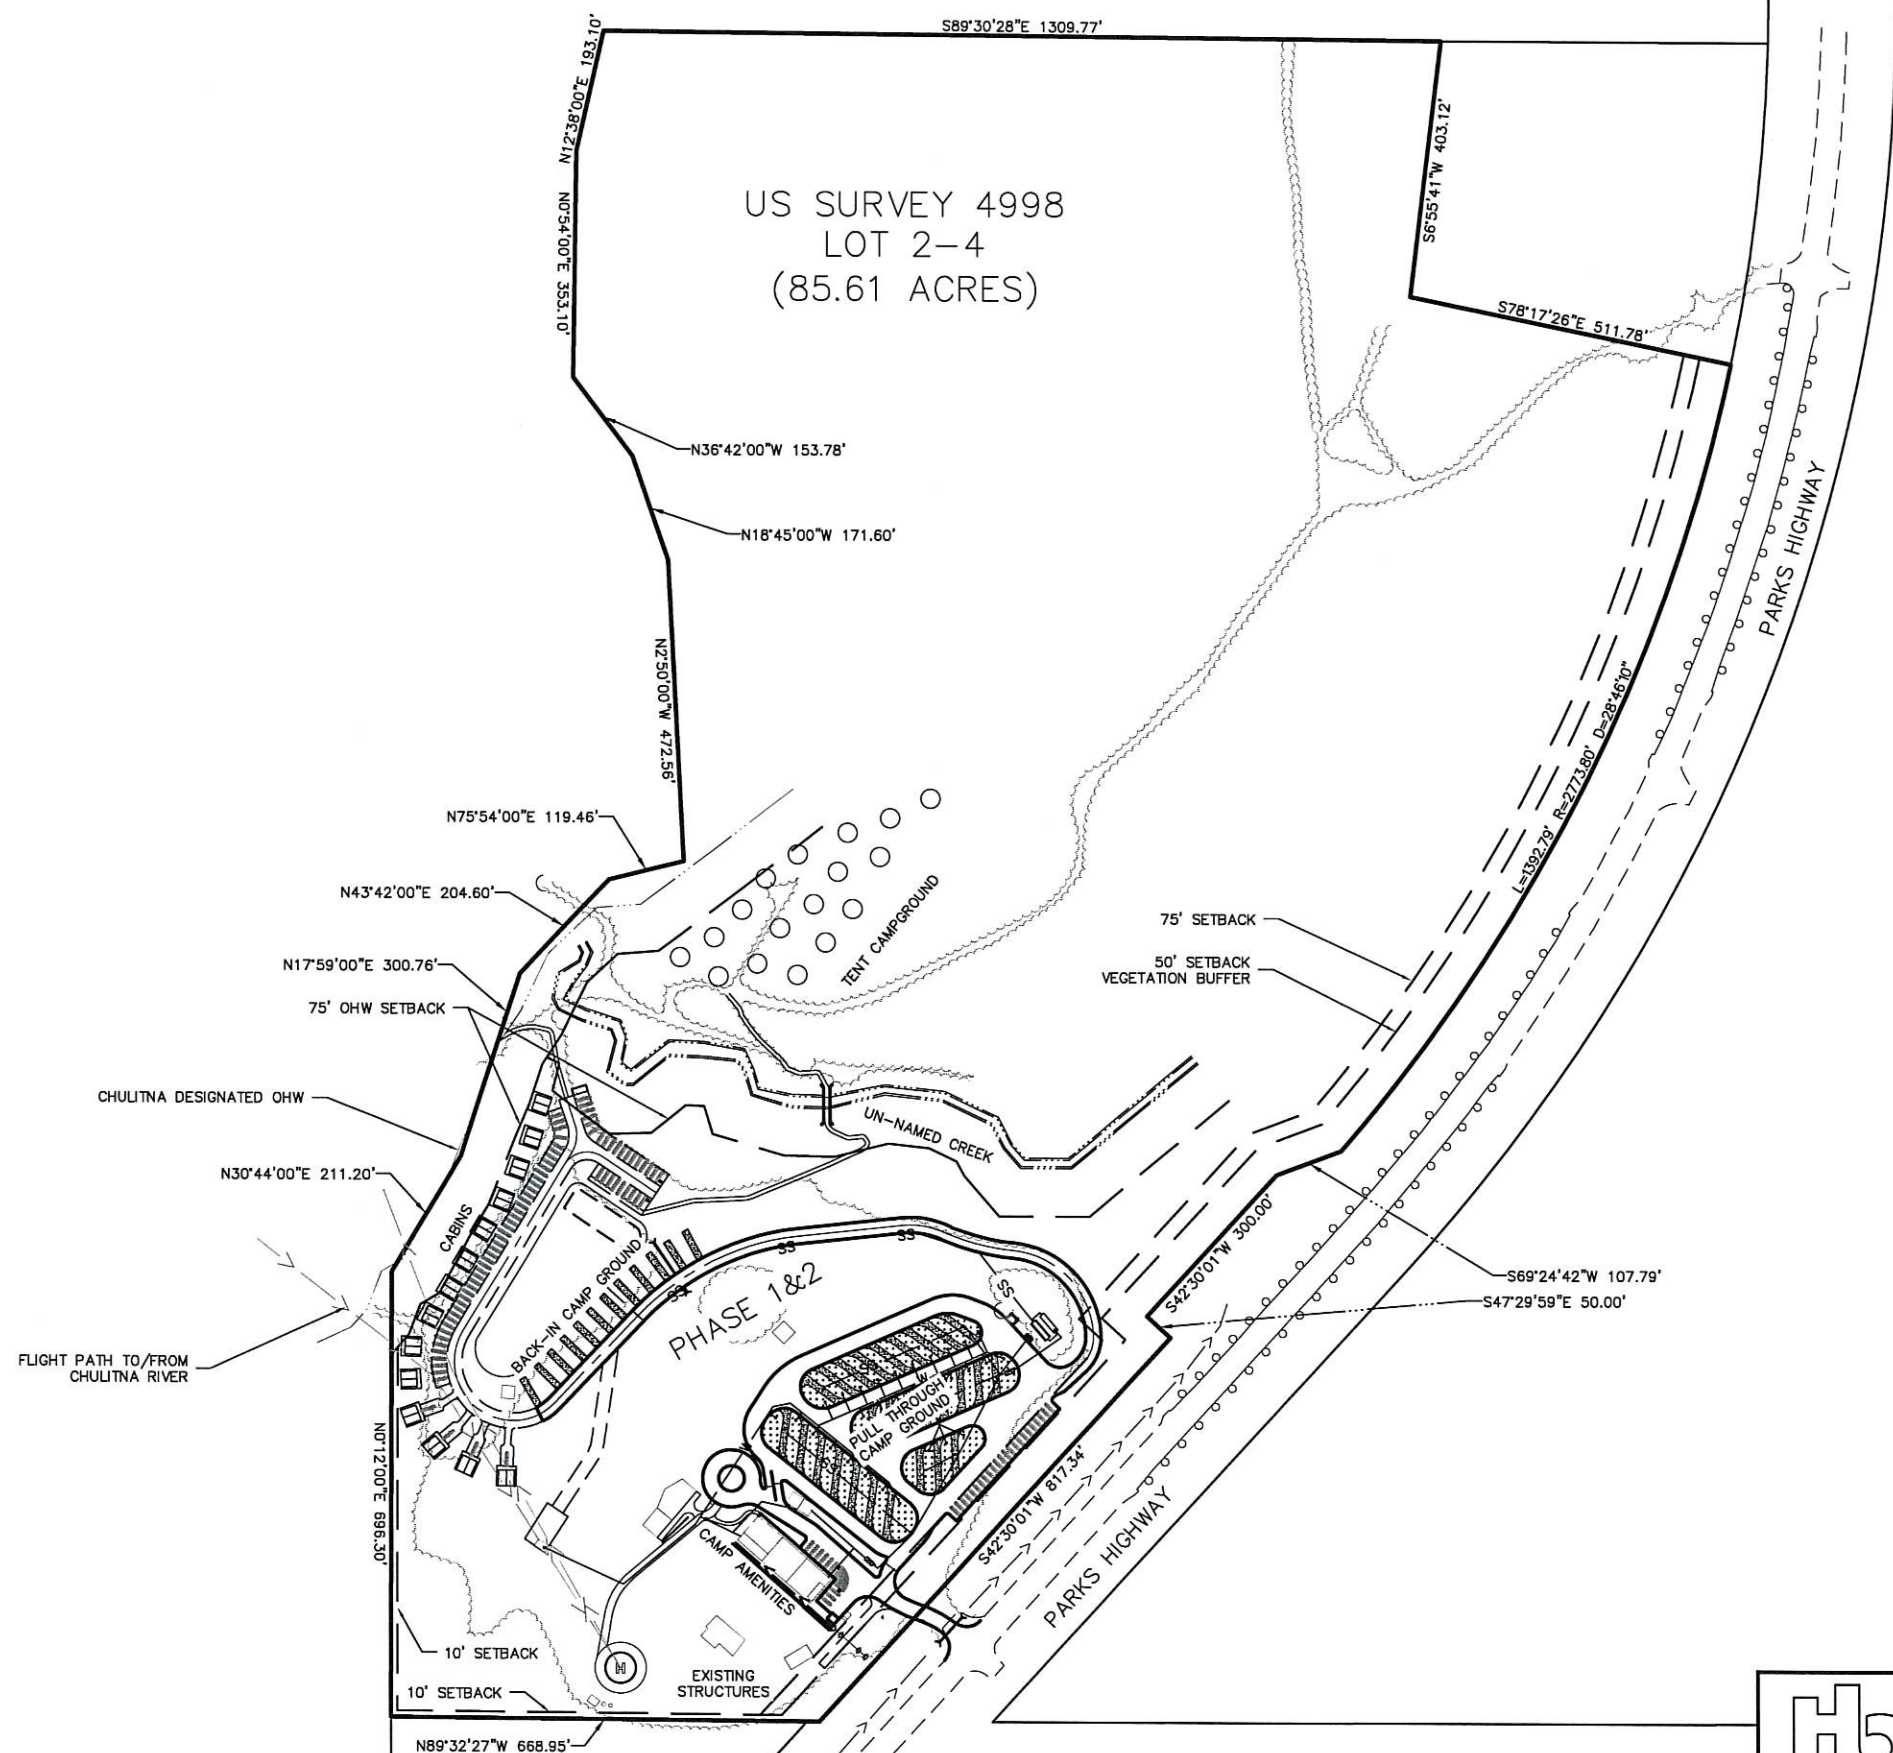 S89°30'28"E 1309.77'
N12°38'00"E 193.10'
S6°55'41"W 403.12'
US SURVEY 4998
LOT 2-4
(85.61 ACRES)
N0°54'00"E 353.10'
S78°17'26"E 511.78'
N36°42'00"W 153.78'
N18°45'00"W 171.60'
PARKS HIGHWAY
N2°50'00"W 472.56'
L=1392.79' R=2773.80' D=28°46'10"
N75°54'00"E 119.46'
N43°42'00"E 204.60'
TENT CAMPGROUND
75' SETBACK
50' SETBACK
VEGETATION BUFFER
N17°59'00"E 300.76'
75' OHW SETBACK
CHULITNA DESIGNATED OHW
UN-NAMED CREEK
N30°44'00"E 211.20'
CABINS
S42°30'01"W 300.00'
S69°24'42"W 107.79'
S47°29'59"E 50.00'
SS
SS
SS
SS
BACK-IN CAMP GROUND
PHASE 1&2
FLIGHT PATH TO/FROM
CHULITNA RIVER
W
PULL THROUGH
CAMP GROUND
N0°12'00"E 696.30'
S42°30'01"W 817.34'
PARKS HIGHWAY
CAMP AMENITIES
10' SETBACK
H
EXISTING
STRUCTURES
10' SETBACK
N89°32'27"W 668.95'